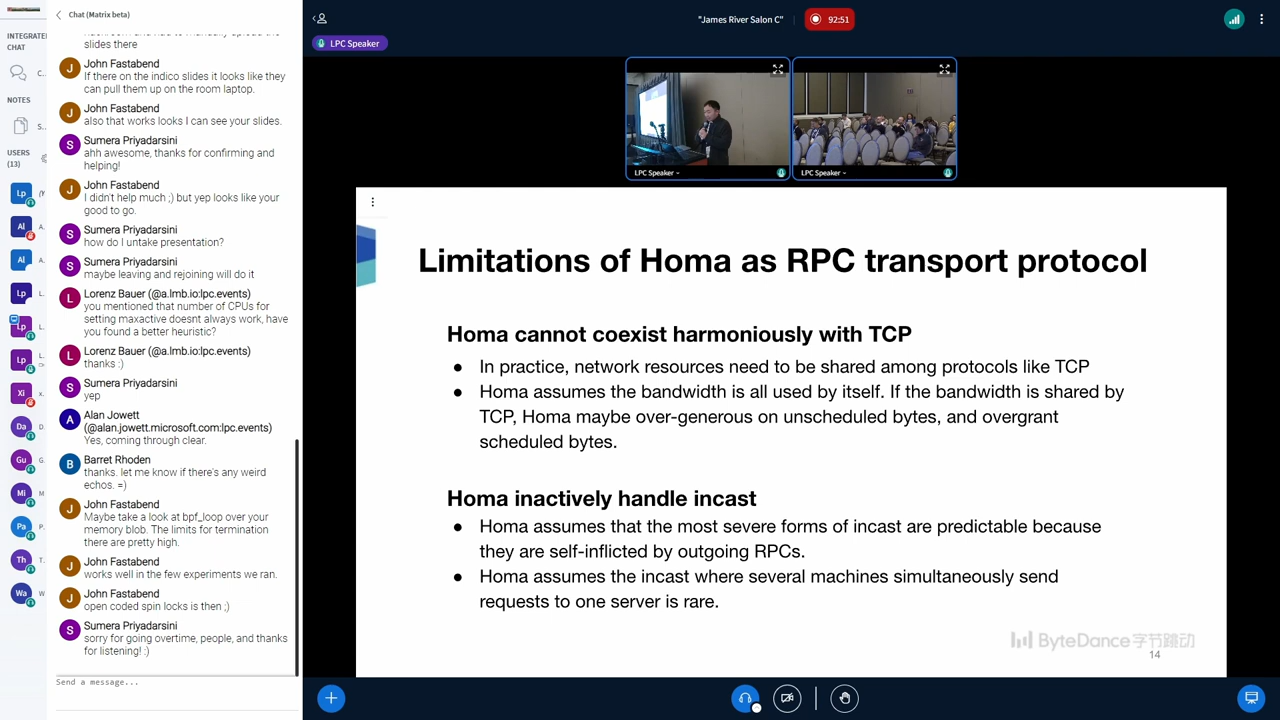 Chat (Matrix beta)
INTEGRATE
CHAT
NOTES
USERS
(13)
slides there
John Fastabend
If there on the indico slides it looks like they
can pull them up on the room laptop.
John Fastabend
also that works looks I can see your slides.
Sumera Priyadarsini
ahh awesome, thanks for confirming and
helping!
John Fastabend
I didn't help much ;) but yep looks like your
good to go.
Sumera Priyadarsini
how do I untake presentation?
Sumera Priyadarsini
maybe leaving and rejoining will do it
Lorenz Bauer (@a.lmb.io:lpc.events)
you mentioned that number of CPUs for
setting maxactive doesnt always work, have
you found a better heuristic?
Lorenz Bauer (@a.lmb.io:lpc.events)
thanks :)
Sumera Priyadarsini
yep
Alan Jowett
(@alan.jowett.microsoft.com:lpc.events)
Yes, coming through clear.
Barret Rhoden
thanks. let me know if there's any weird
echos. =)
John Fastabend
Maybe take a look at bpf_loop over your
memory blob. The limits for termination
there are pretty high.
John Fastabend
works well in the few experiments we ran.
John Fastabend
open coded spin locks is then ;)
Sumera Priyadarsini
sorry for going overtime, people, and thanks
for listening! :)
Send a message...
"James River Salon C"
92:51
LPC Speaker
LPC Speaker
LPC Speaker
Limitations of Homa as RPC transport protocol
Homa cannot coexist harmoniously with TCP
● In practice, network resources need to be shared among protocols like TCP
● Homa assumes the bandwidth is all used by itself. If the bandwidth is shared by
TCP, Homa maybe over-generous on unscheduled bytes, and overgrant
scheduled bytes.
Homa inactively handle incast
● Homa assumes that the most severe forms of incast are predictable because
they are self-inflicted by outgoing RPCs.
● Homa assumes the incast where several machines simultaneously send
requests to one server is rare.
ByteDance字节跳动
14